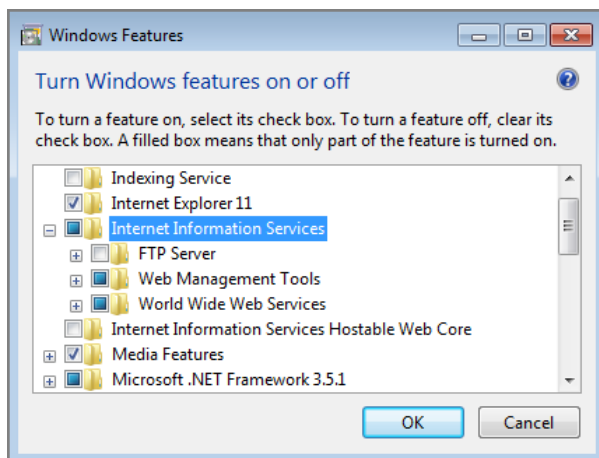 Windows Features
Turn Windows features on or off
To turn a feature on, select its check box. To turn a feature off, clear its
check box. A filled box means that only part of the feature is turned on.
Indexing Service
Internet Explorer 11
Internet Information Services
FTP Server
Web Management Tools
World Wide Web Services
Internet Information Services Hostable Web Core
Media Features
Microsoft .NET Framework 3.5.1
OK Cancel